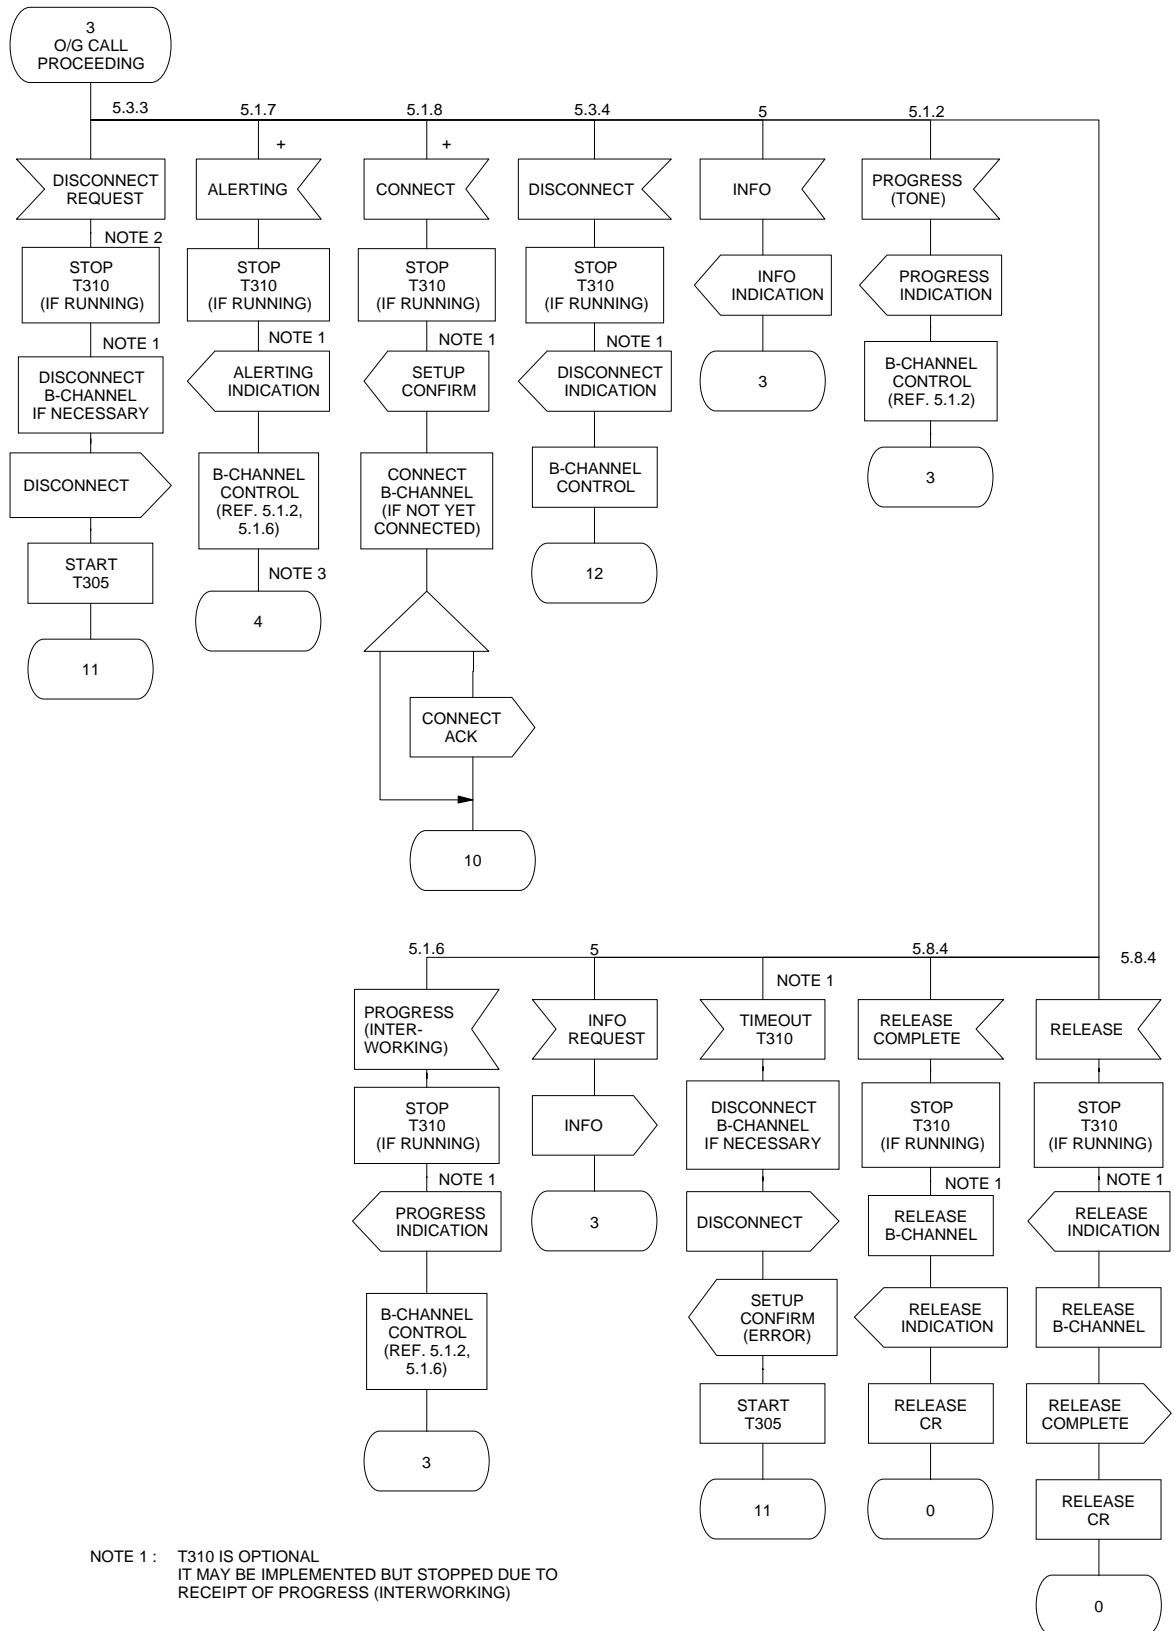 3
O/G CALL
PROCEEDING
5.3.3
5.1.7
5.1.8
5.3.4
5
5.1.2
+
+
DISCONNECT
REQUEST
ALERTING
CONNECT
DISCONNECT
INFO
PROGRESS
(TONE)
NOTE 2
STOP
T310
(IF RUNNING)
STOP
T310
(IF RUNNING)
STOP
T310
(IF RUNNING)
STOP
T310
(IF RUNNING)
INFO
INDICATION
PROGRESS
INDICATION
NOTE 1
NOTE 1
NOTE 1
NOTE 1
DISCONNECT
B-CHANNEL
IF NECESSARY
ALERTING
INDICATION
SETUP
CONFIRM
DISCONNECT
INDICATION
3
B-CHANNEL
CONTROL
(REF. 5.1.2)
DISCONNECT
B-CHANNEL
CONTROL
(REF. 5.1.2,
5.1.6)
CONNECT
B-CHANNEL
(IF NOT YET
CONNECTED)
B-CHANNEL
CONTROL
3
START
T305
NOTE 3
12
4
11
CONNECT
ACK
10
5.1.6
5
5.8.4
5.8.4
NOTE 1
PROGRESS
(INTER-
WORKING)
INFO
REQUEST
TIMEOUT
T310
RELEASE
COMPLETE
RELEASE
STOP
T310
(IF RUNNING)
INFO
DISCONNECT
B-CHANNEL
IF NECESSARY
STOP
T310
(IF RUNNING)
STOP
T310
(IF RUNNING)
NOTE 1
NOTE 1
NOTE 1
PROGRESS
INDICATION
3
DISCONNECT
RELEASE
B-CHANNEL
RELEASE
INDICATION
B-CHANNEL
CONTROL
(REF. 5.1.2,
5.1.6)
SETUP
CONFIRM
(ERROR)
RELEASE
INDICATION
RELEASE
B-CHANNEL
3
START
T305
RELEASE
CR
RELEASE
COMPLETE
11
0
RELEASE
CR
0
NOTE 1 : T310 IS OPTIONAL
IT MAY BE IMPLEMENTED BUT STOPPED DUE TO
RECEIPT OF PROGRESS (INTERWORKING)